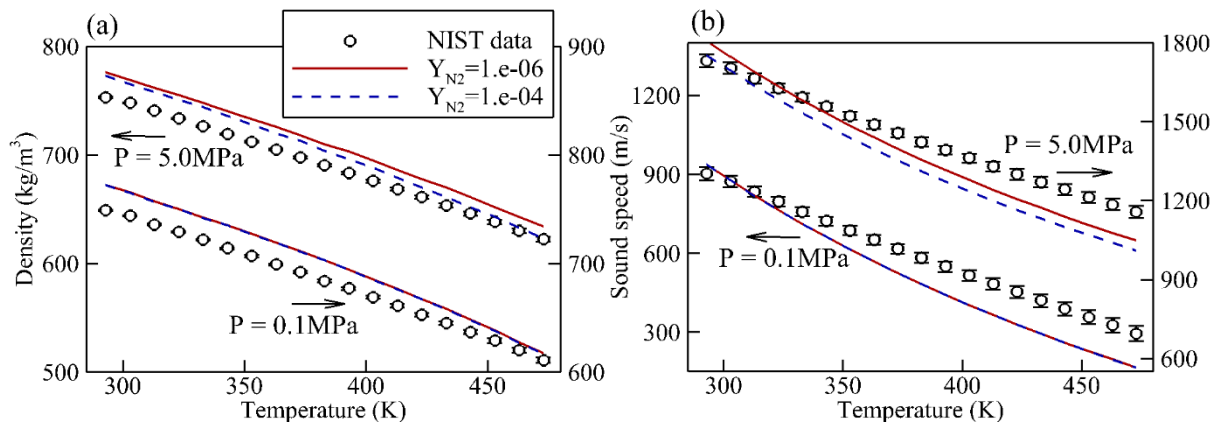 (a)
800
700
600
500
Density (kg/m³)
900
800
700
600
NIST data
Y_N2=1.e-06
Y_N2=1.e-04
P = 5.0MPa
P = 0.1MPa
300 350 400 450
Temperature (K)
(b)
1200
900
600
300
Sound speed (m/s)
1800
1500
1200
900
600
P = 5.0MPa
P = 0.1MPa
300 350 400 450
Temperature (K)